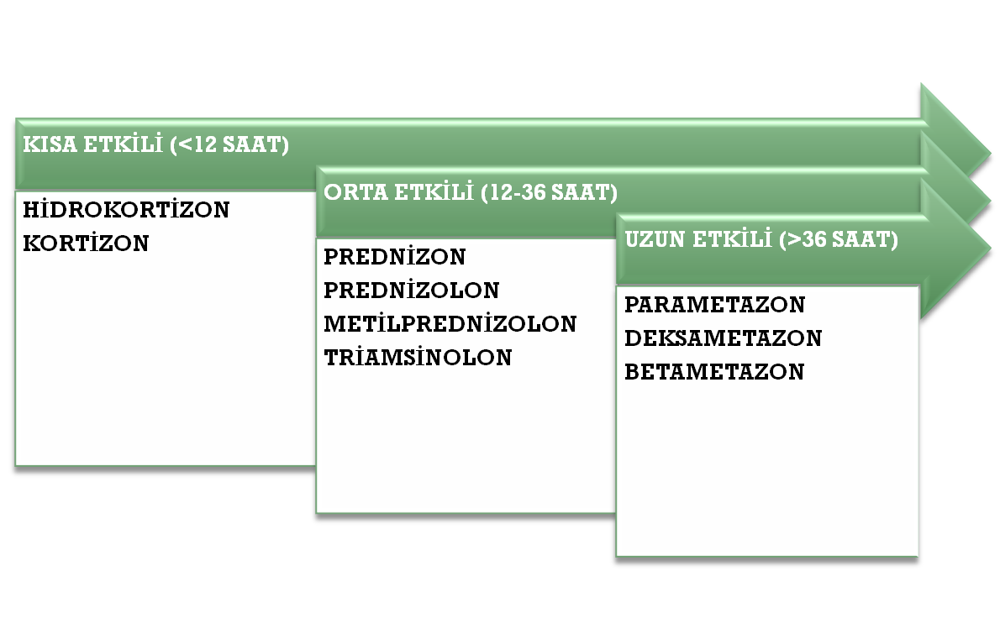 KISA ETKİLİ (<12 SAAT)
HİDROKORTİZON
KORTİZON
ORTA ETKİLİ (12-36 SAAT)
PREDNİZON
PREDNİZOLON
METİLPREDNİZOLON
TRİAMSİNOLON
UZUN ETKİLİ (>36 SAAT)
PARAMETAZON
DEKSAMETAZON
BETAMETAZON